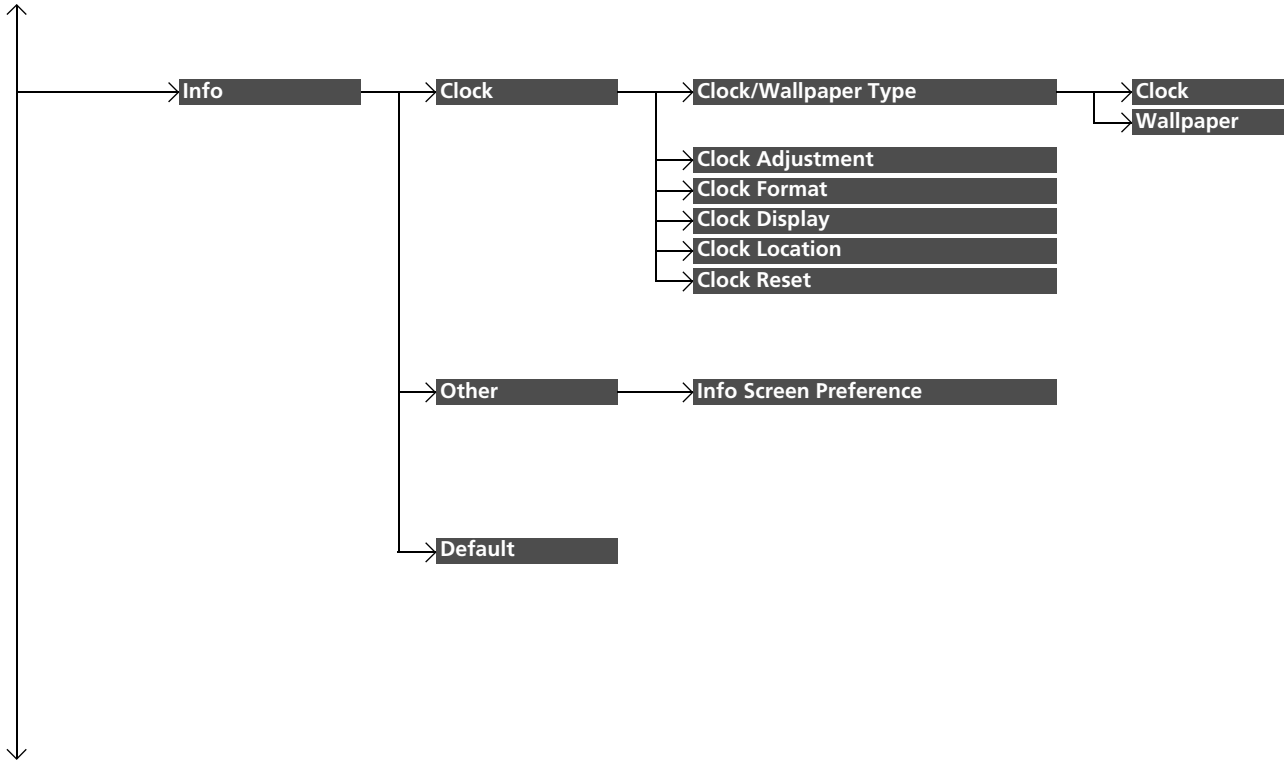 Info
Clock
Clock/Wallpaper Type
Clock
Wallpaper
Clock Adjustment
Clock Format
Clock Display
Clock Location
Clock Reset
Other
Info Screen Preference
Default